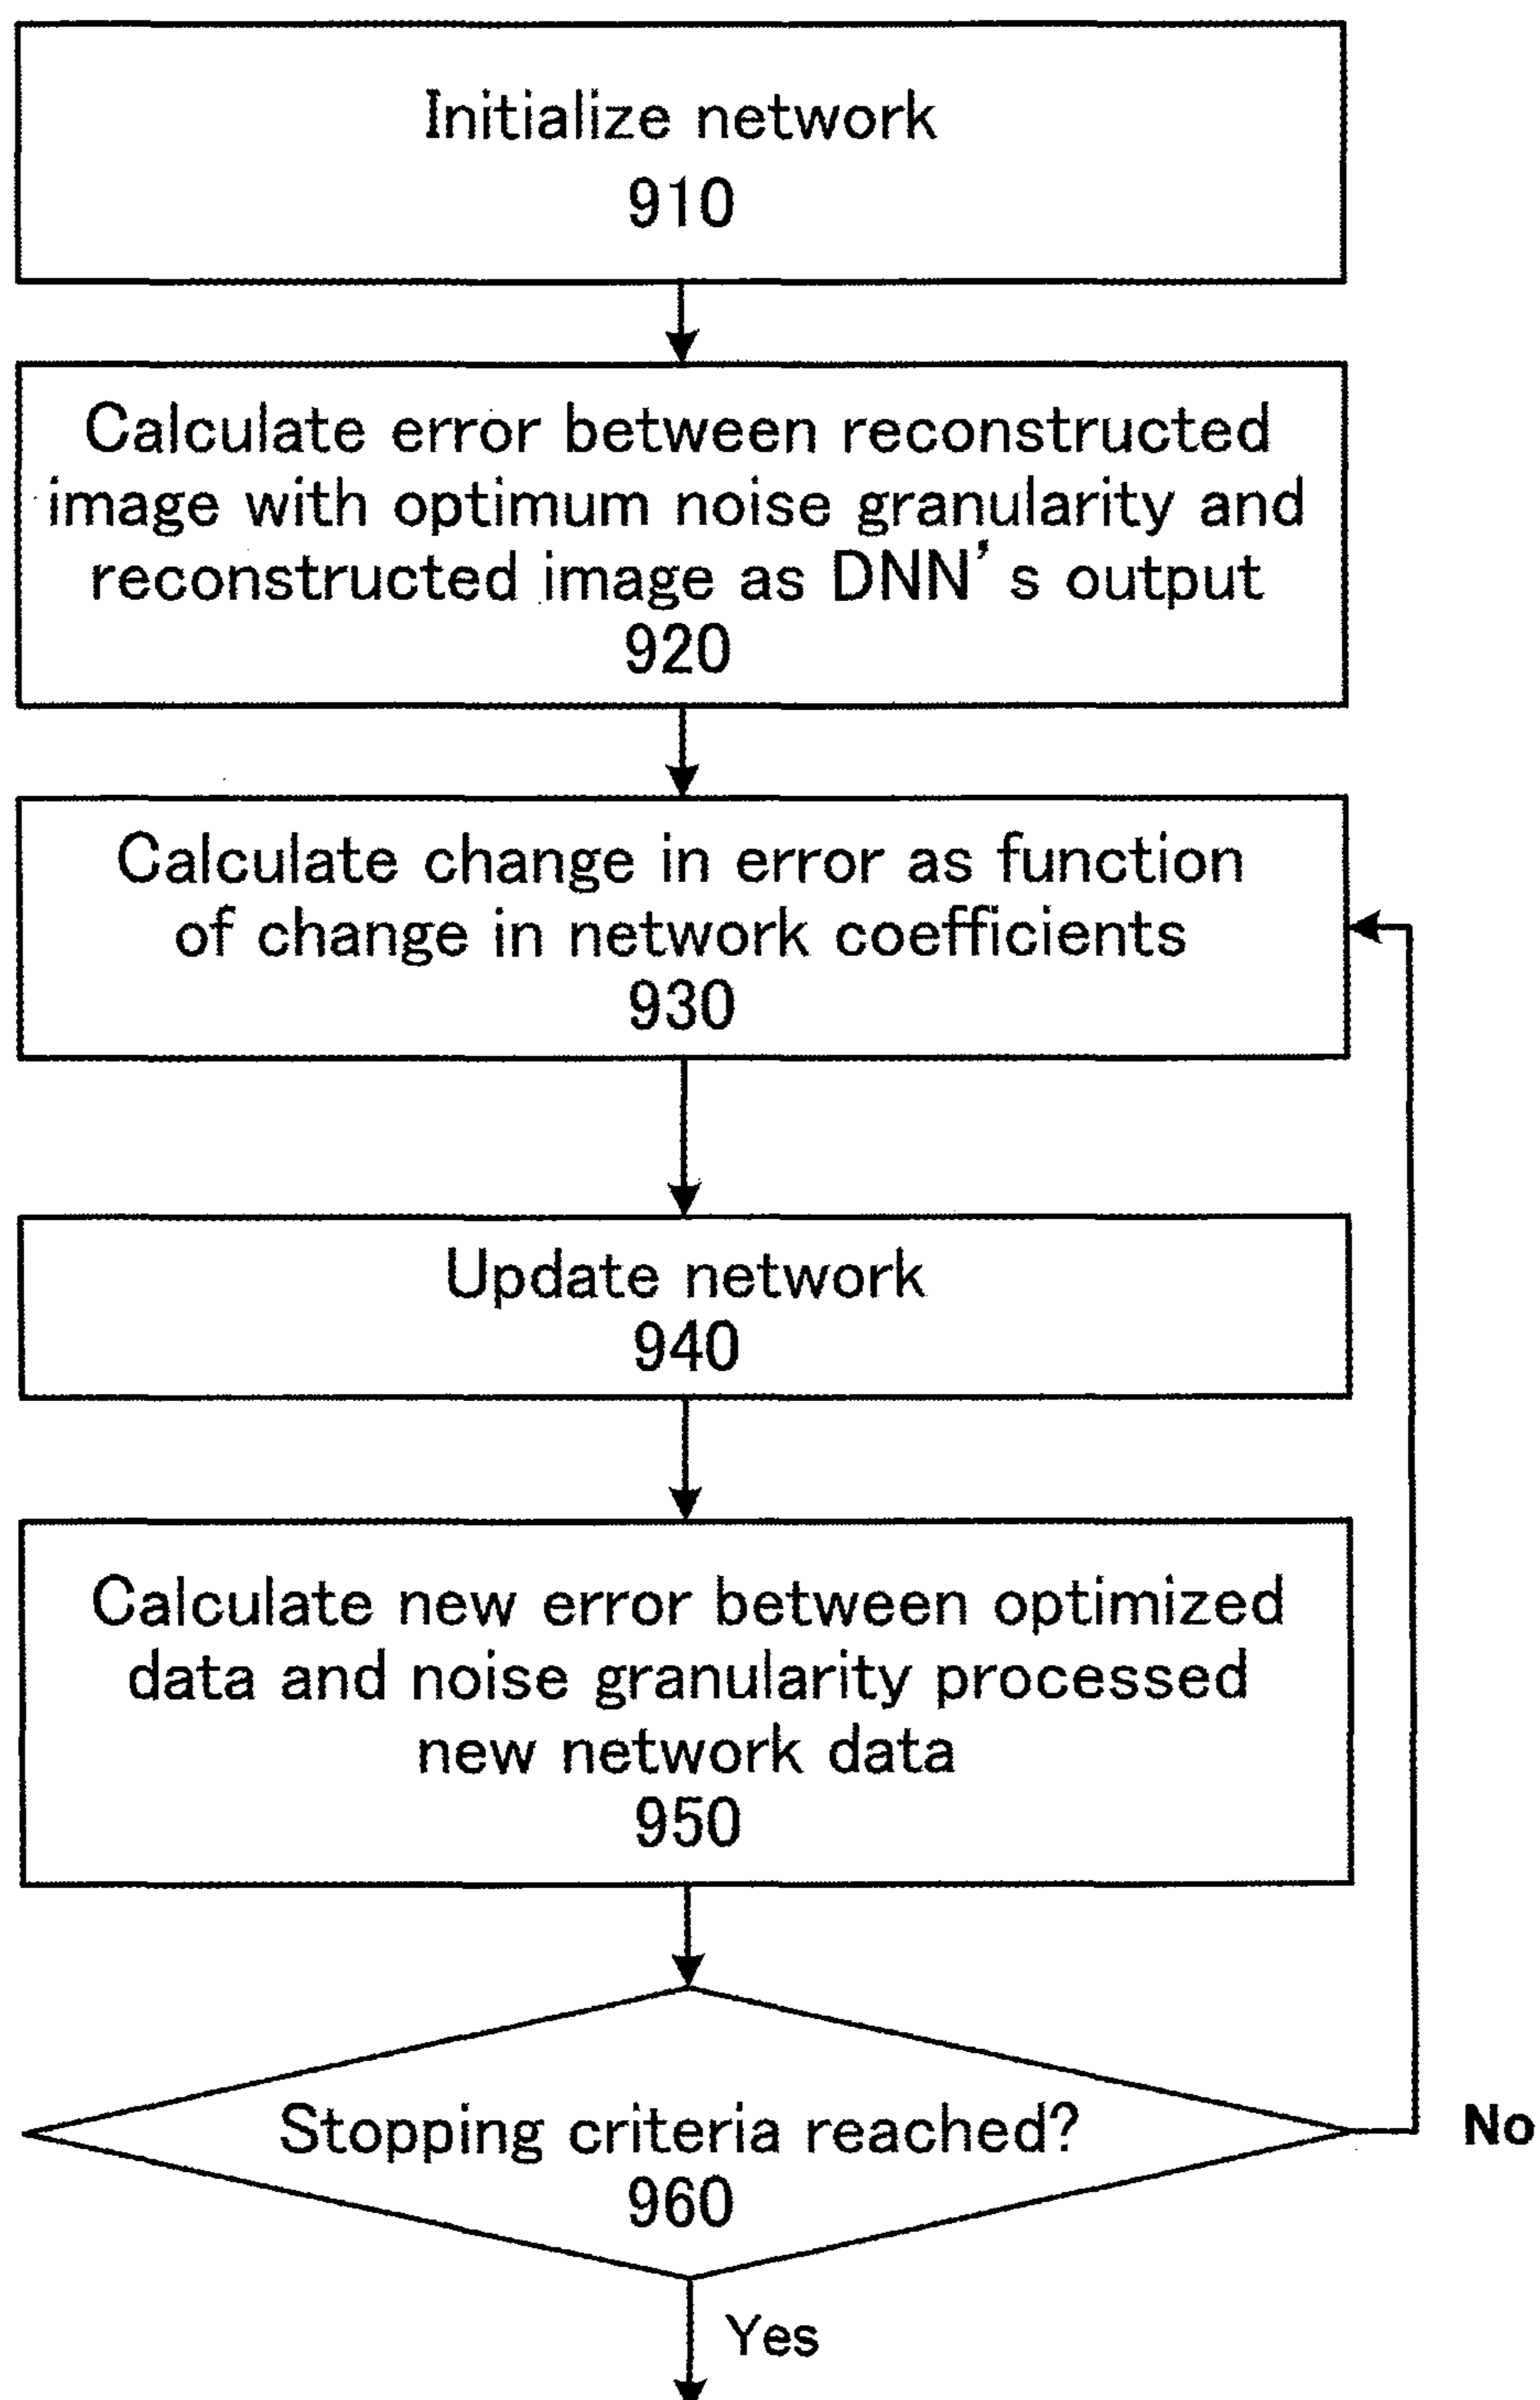 Initialize network
910
Calculate error between reconstructed
image with optimum noise granularity and
reconstructed image as DNN's output
920
Calculate change in error as function
of change in network coefficients
930
Update network
940
Calculate new error between optimized
data and noise granularity processed
new network data
950
Stopping criteria reached?
960
No
Yes